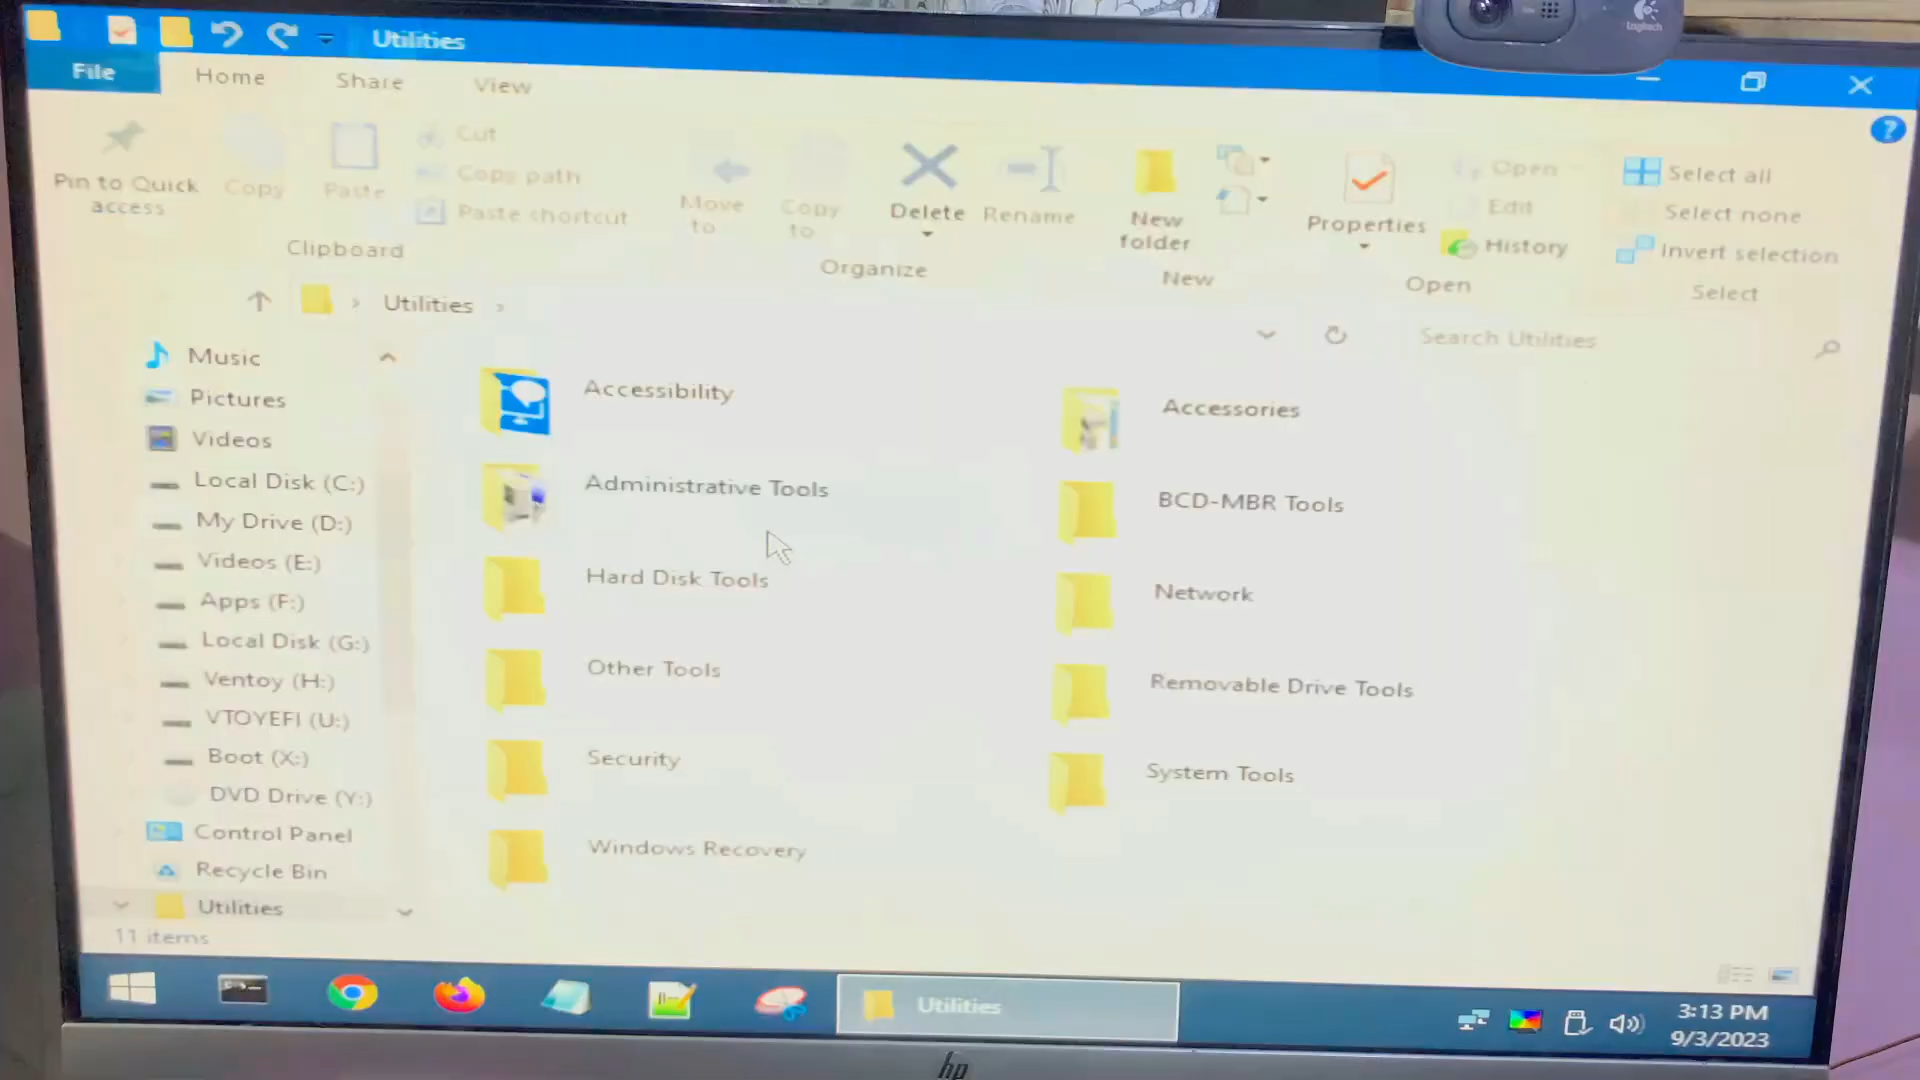 Utilities
Logitech
File Home Share View
Pin to Quick access
Copy
Paste
Cut
Copy path
Paste shortcut
Clipboard
Move to
Copy to
Delete
Rename
Organize
New folder
New
Properties
Open
Edit
History
Open
Select all
Select none
Invert selection
Select
Utilities
Search Utilities
Music
Pictures
Videos
Local Disk (C:)
My Drive (D:)
Videos (E:)
Apps (F:)
Local Disk (G:)
Ventoy (H:)
VTOYEFI (U:)
Boot (X:)
DVD Drive (Y:)
Control Panel
Recycle Bin
Utilities
11 items
Accessibility
Accessories
Administrative Tools
BCD-MBR Tools
Hard Disk Tools
Network
Other Tools
Removable Drive Tools
Security
System Tools
Windows Recovery
Utilities
3:13 PM
9/3/2023
hp